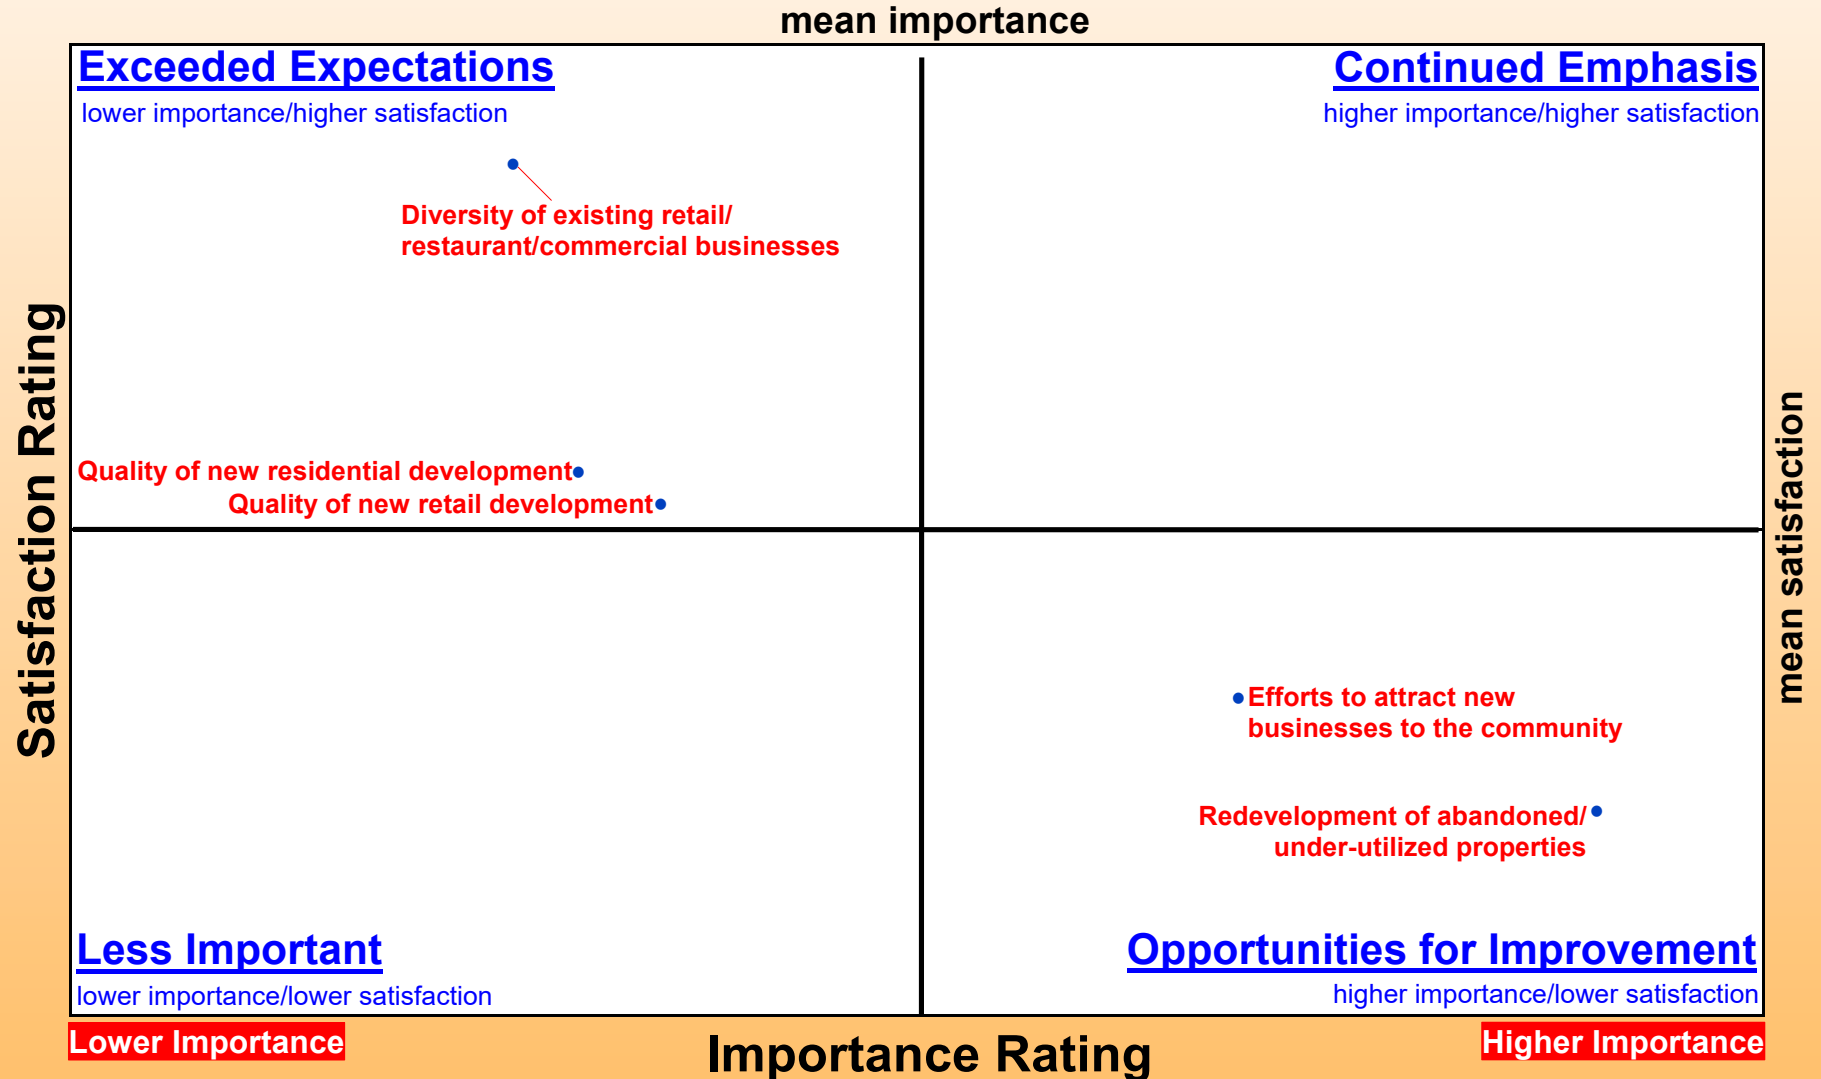 mean importance
Exceeded Expectations
lower importance/higher satisfaction
Continued Emphasis
higher importance/higher satisfaction
Diversity of existing retail/
restaurant/commercial businesses
Satisfaction Rating
Quality of new residential development
Quality of new retail development
mean satisfaction
Efforts to attract new
businesses to the community
Redevelopment of abandoned/
under-utilized properties
Less Important
lower importance/lower satisfaction
Opportunities for Improvement
higher importance/lower satisfaction
Lower Importance
Importance Rating
Higher Importance